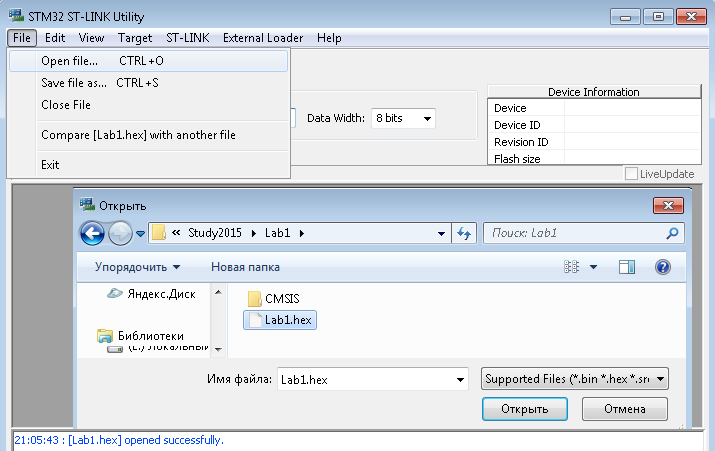 STM32 ST-LINK Utility
File Edit View Target ST-LINK External Loader Help
Open file... CTRL+O
Save file as... CTRL+S
Close File
Compare [Lab1.hex] with another file
Exit
Data Width: 8 bits
Device Information
Device
Device ID
Revision ID
Flash size
LiveUpdate
Открыть
« Study2015 Lab1
Поиск: Lab1
Упорядочить Новая папка
Яндекс.Диск
Библиотеки
CMSIS
Lab1.hex
Имя файла: Lab1.hex
Supported Files (*.bin *.hex *.sr
Открыть Отмена
21:05:43 : [Lab1.hex] opened successfully.